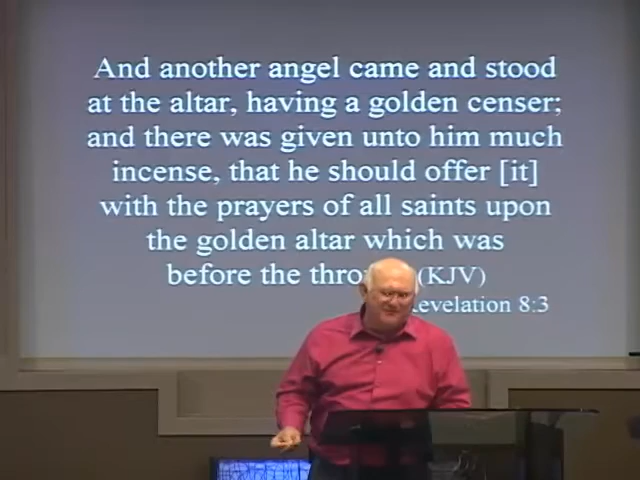 And another angel came and stood
at the altar, having a golden censer;
and there was given unto him much
incense, that he should offer [it]
with the prayers of all saints upon
the golden altar which was
before the (KJV)
8:3